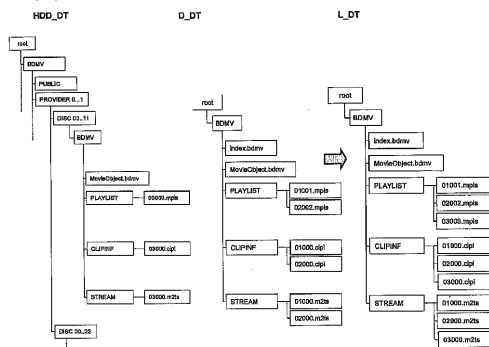 HDD_DT
D_DT
L_DT
root
BDMV
PUBLIC
PROVIDER 0...1
DISC 00...11
BDMV
MovieObject.bdmv
PLAYLIST
03003.mpls
CLIPINF
03000.clpi
STREAM
03000.m2ts
DISC 00...22
root
BDMV
Index.bdmv
MovieObject.bdmv
PLAYLIST
01001.mpls
02002.mpls
CLIPINF
01000.clpi
02000.clpi
STREAM
01000.m2ts
02000.m2ts
root
BDMV
Index.bdmv
MovieObject.bdmv
PLAYLIST
01001.mpls
02002.mpls
03003.mpls
CLIPINF
01000.clpi
02000.clpi
03000.clpi
STREAM
01000.m2ts
02000.m2ts
03000.m2ts